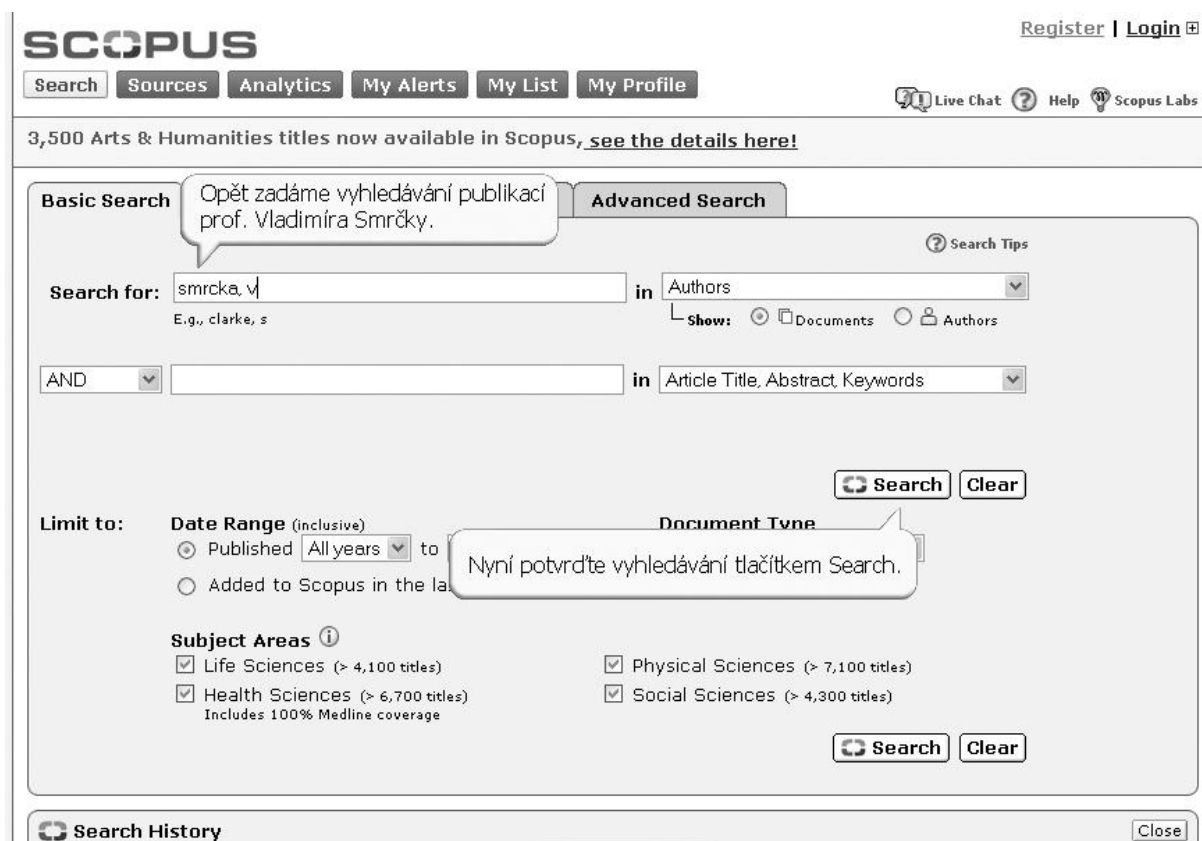 SCOPUS
Register | Login
Search Sources Analytics My Alerts My List My Profile
Live Chat Help Scopus Labs
3,500 Arts & Humanities titles now available in Scopus, see the details here!
Basic Search Advanced Search
Opět zadáme vyhledávání publikací
prof. Vladimíra Smrčky.
Search Tips
Search for: smrcka, v in Authors
E.g., clarke, s Show: Documents Authors
AND in Article Title, Abstract, Keywords
Search Clear
Limit to: Date Range (inclusive) Document Type
Published All years to
Nyní potvrďte vyhledávání tlačítkem Search.
Added to Scopus in the
Subject Areas
Life Sciences (> 4,100 titles) Physical Sciences (> 7,100 titles)
Health Sciences (> 6,700 titles) Social Sciences (> 4,300 titles)
Includes 100% Medline coverage
Search Clear
Search History Close